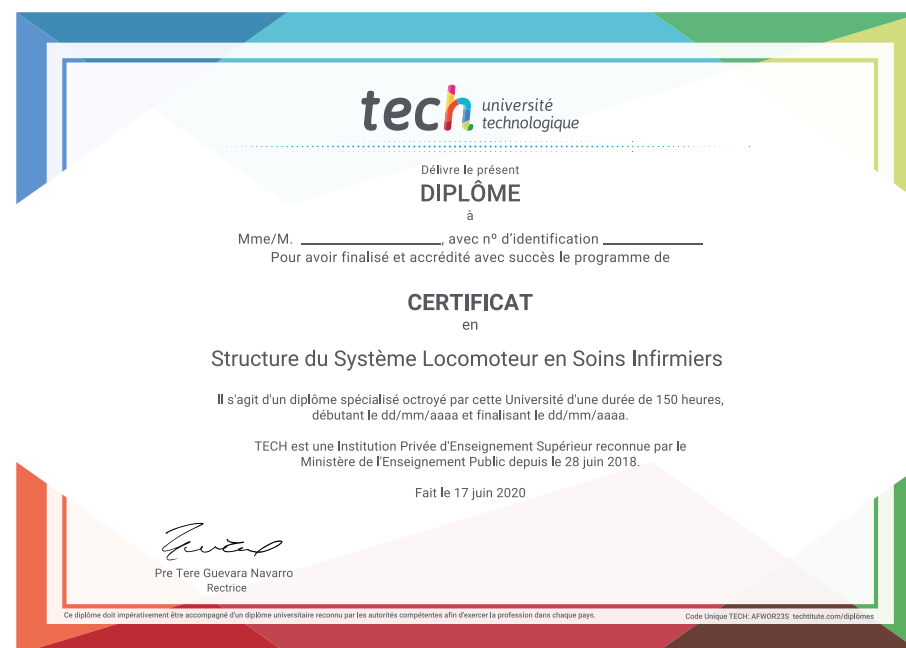 tech université
technologique
Délivre le présent
DIPLÔME
à
Mme/M. ____________________, avec nº d'identification ______________
Pour avoir finalisé et accrédité avec succès le programme de
CERTIFICAT
en
Structure du Système Locomoteur en Soins Infirmiers
Il s'agit d'un diplôme spécialisé octroyé par cette Université d'une durée de 150 heures,
débutant le dd/mm/aaaa et finalisant le dd/mm/aaaa.
TECH est une Institution Privée d'Enseignement Supérieur reconnue par le
Ministère de l'Enseignement Public depuis le 28 juin 2018.
Fait le 17 juin 2020
Pre Tere Guevara Navarro
Rectrice
Ce diplôme doit impérativement être accompagné d'un diplôme universitaire reconnu par les autorités compétentes afin d'exercer la profession dans chaque pays.
Code Unique TECH: AFWOR23S techtitute.com/diplômes